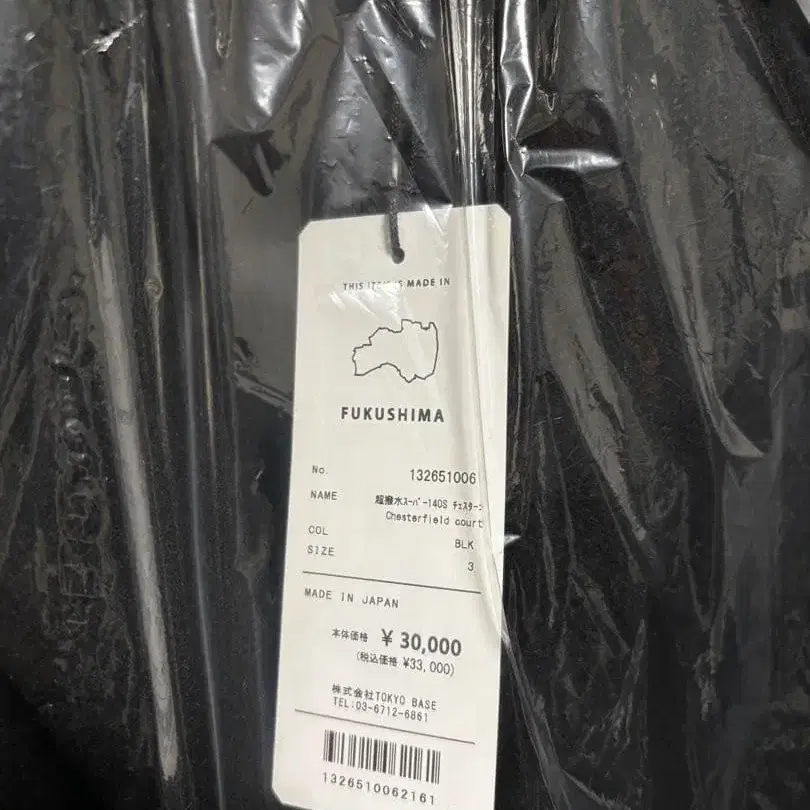 THIS ITEM IS MADE IN
FUKUSHIMA
No. 132651006
NAME 超撥水スーパー140S チェスターコ
Chesterfield court
COL BLK
SIZE 3
MADE IN JAPAN
本体価格 ¥ 30,000
(税込価格 ¥33,000)
株式会社TOKYO BASE
TEL:03-6712-6861
1326510062161